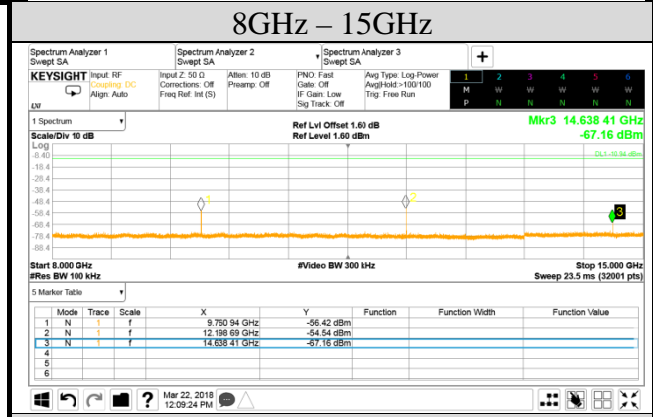 8GHz – 15GHz
Spectrum Analyzer 1
Swept SA
Spectrum Analyzer 2
Swept SA
Spectrum Analyzer 3
Swept SA
+
KEYSIGHT
LXI
Input: RF
Coupling: DC
Align: Auto
Input Z: 50 Ω
Corrections: Off
Freq Ref: Int (S)
Atten: 10 dB
Preamp: Off
PNO: Fast
Gate: Off
IF Gain: Low
Sig Track: Off
Avg Type: Log-Power
Avg|Hold:>100/100
Trig: Free Run
1 2 3 4 5 6
M W W W W W
P N N N N N
1 Spectrum
Scale/Div 10 dB
Ref Lvl Offset 1.60 dB
Ref Level 1.60 dBm
Mkr3 14.638 41 GHz
-67.16 dBm
Log
-8.40
-18.4
-28.4
-38.4
-48.4
-58.4
-68.4
-78.4
-88.4
DL1 -10.94 dBm
1
2
3
Start 8.000 GHz
#Res BW 100 kHz
#Video BW 300 kHz
Stop 15.000 GHz
Sweep 23.5 ms (32001 pts)
5 Marker Table
Mode Trace Scale X Y Function Function Width Function Value
1 N 1 f 9.750 94 GHz -56.42 dBm
2 N 1 f 12.198 69 GHz -54.54 dBm
3 N 1 f 14.638 41 GHz -67.16 dBm
4
5
6
?
Mar 22, 2018
12:09:24 PM